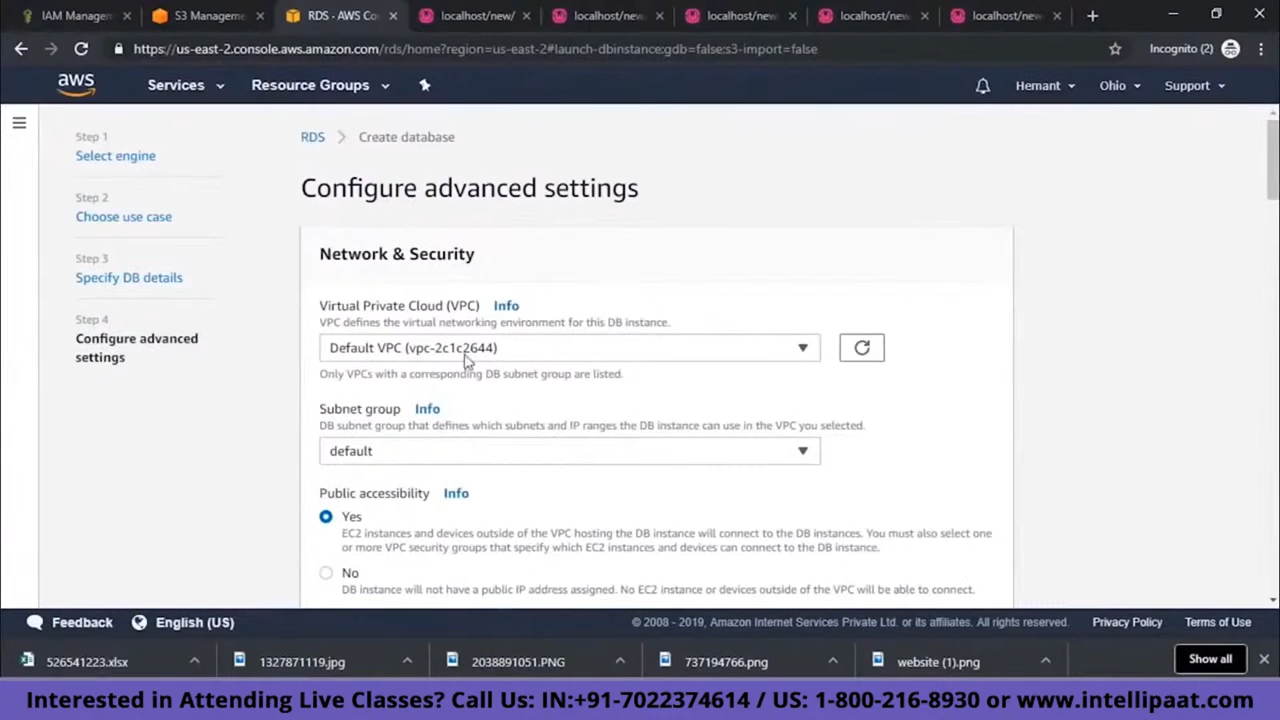 IAM Manage
S3 Manageme
RDS · AWS Co
localhost/new/
localhost/new
localhost/new
localhost/new
localhost/new
https://us-east-2.console.aws.amazon.com/rds/home?region=us-east-2#launch-dbinstance:gdb=false:s3-import=false
Incognito (2)
aws
Services
Resource Groups
Hemant
Ohio
Support
Step 1
Select engine
Step 2
Choose use case
Step 3
Specify DB details
Step 4
Configure advanced
settings
RDS
Create database
Configure advanced settings
Network & Security
Virtual Private Cloud (VPC) Info
VPC defines the virtual networking environment for this DB instance.
Default VPC (vpc-2c1c2644)
Only VPCs with a corresponding DB subnet group are listed.
Subnet group Info
DB subnet group that defines which subnets and IP ranges the DB instance can use in the VPC you selected.
default
Public accessibility Info
Yes
EC2 instances and devices outside of the VPC hosting the DB instance will connect to the DB instances. You must also select one
or more VPC security groups that specify which EC2 instances and devices can connect to the DB instance.
No
DB instance will not have a public IP address assigned. No EC2 instance or devices outside of the VPC will be able to connect.
Feedback
English (US)
© 2008 - 2019, Amazon Internet Services Private Ltd. or its affiliates. All rights reserved.
Privacy Policy
Terms of Use
526541223.xlsx
1327871119.jpg
2038891051.PNG
737194766.png
website (1).png
Show all
Interested in Attending Live Classes? Call Us: IN:+91-7022374614 / US: 1-800-216-8930 or www.intellipaat.com